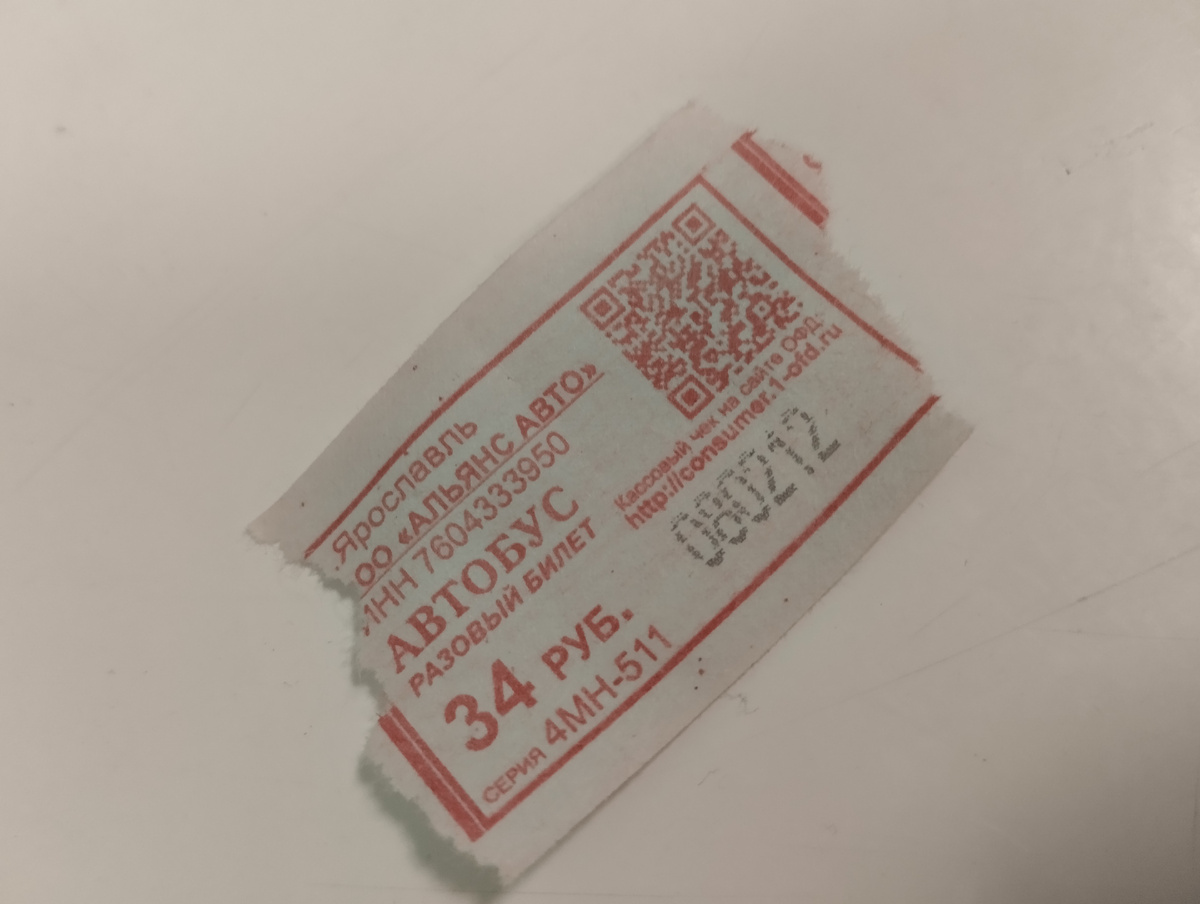 Ярославль
ОО «АЛЬЯНС АВТО»
ИНН 7604333950
АВТОБУС
РАЗОВЫЙ БИЛЕТ
34 РУБ.
СЕРИЯ 4МН-511
Кассовый чек на сайте ОФД:
http://consumer.1-ofd.ru
080212